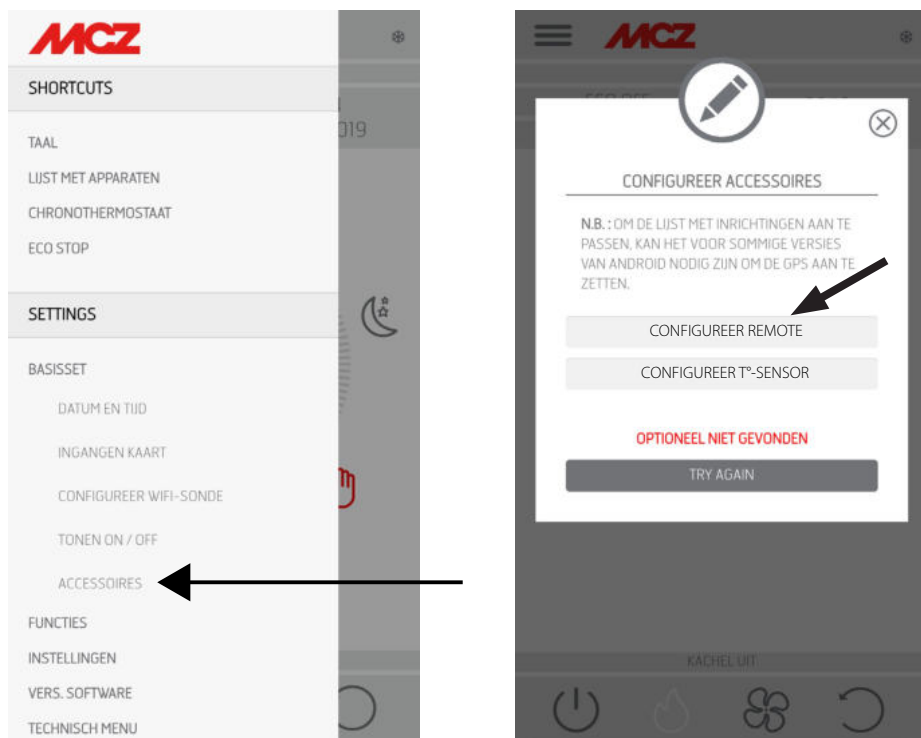 MCZ
SHORTCUTS
TAAL
LIJST MET APPARATEN
CHRONOTHERMOSTAAT
ECO STOP
SETTINGS
BASISSET
DATUM EN TIJD
INGANGEN KAART
CONFIGUREER WIFI-SONDE
TONEN ON / OFF
ACCESSOIRES
FUNCTIES
INSTELLINGEN
VERS. SOFTWARE
TECHNISCH MENU
019
MCZ
CONFIGUREER ACCESSOIRES
N.B. : OM DE LIJST MET INRICHTINGEN AAN TE
PASSEN, KAN HET VOOR SOMMIGE VERSIES
VAN ANDROID NODIG ZIJN OM DE GPS AAN TE
ZETTEN.
CONFIGUREER REMOTE
CONFIGUREER T°-SENSOR
OPTIONEEL NIET GEVONDEN
TRY AGAIN
KACHEL UIT